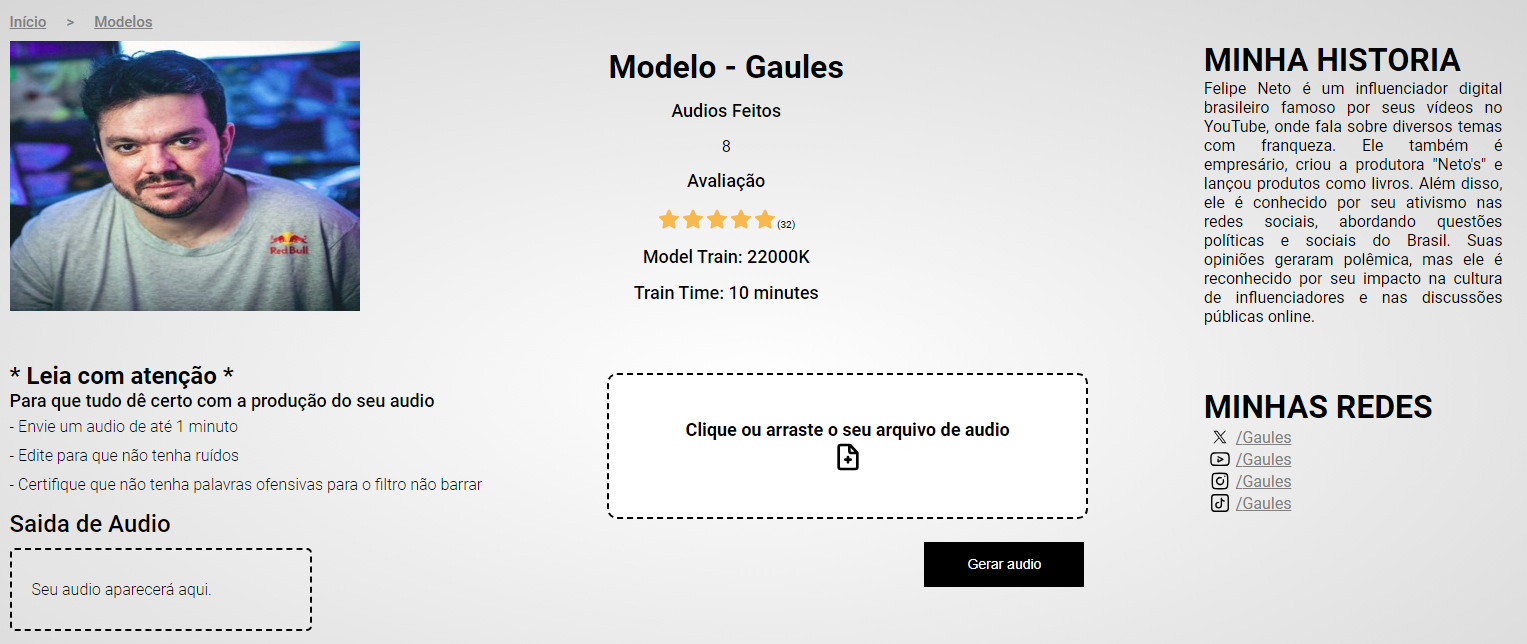 Início > Modelos
Red Bull
Modelo - Gaules
Audios Feitos
8
Avaliação
(32)
Model Train: 22000K
Train Time: 10 minutes
MINHA HISTORIA
Felipe Neto é um influenciador digital
brasileiro famoso por seus vídeos no
YouTube, onde fala sobre diversos temas
com franqueza. Ele também é
empresário, criou a produtora "Neto's" e
lançou produtos como livros. Além disso,
ele é conhecido por seu ativismo nas
redes sociais, abordando questões
políticas e sociais do Brasil. Suas
opiniões geraram polêmica, mas ele é
reconhecido por seu impacto na cultura
de influenciadores e nas discussões
públicas online.
* Leia com atenção *
Para que tudo dê certo com a produção do seu audio
- Envie um audio de até 1 minuto
- Edite para que não tenha ruídos
- Certifique que não tenha palavras ofensivas para o filtro não barrar
Saida de Audio
Seu audio aparecerá aqui.
Clique ou arraste o seu arquivo de audio
Gerar audio
MINHAS REDES
/Gaules
/Gaules
/Gaules
/Gaules